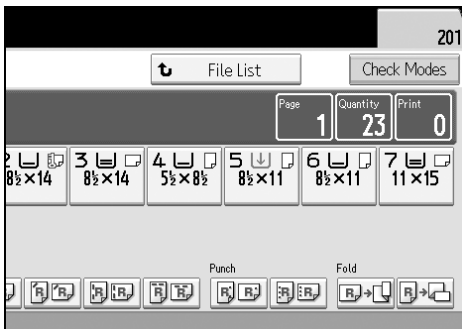 201
File List
Check Modes
Page
1
Quantity
23
Print
0
2
8½×14
3
8½×14
4
5½×8½
5
8½×11
6
8½×11
7
11×15
Punch
Fold
R R
R R
R R
R R
R R
R
R